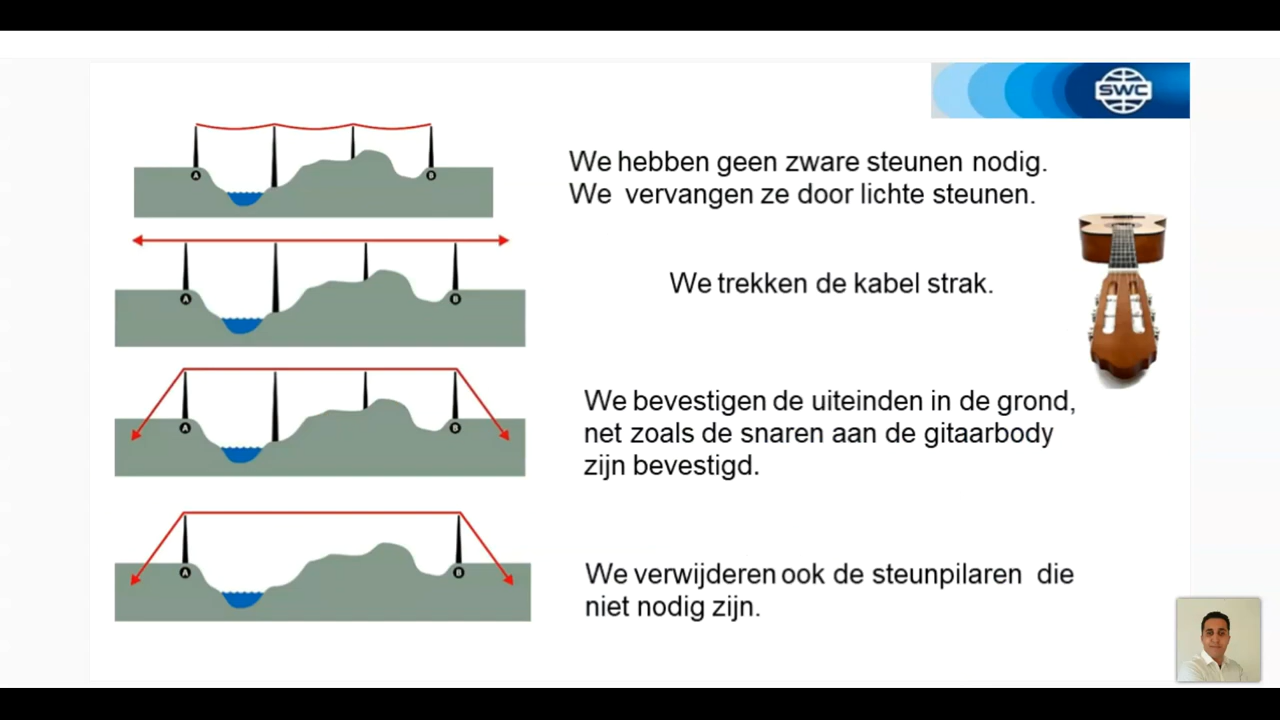 SWC
We hebben geen zware steunen nodig.
We vervangen ze door lichte steunen.
A
B
We trekken de kabel strak.
A
B
We bevestigen de uiteinden in de grond,
net zoals de snaren aan de gitaarbody
zijn bevestigd.
A
B
We verwijderen ook de steunpilaren die
niet nodig zijn.
A
B